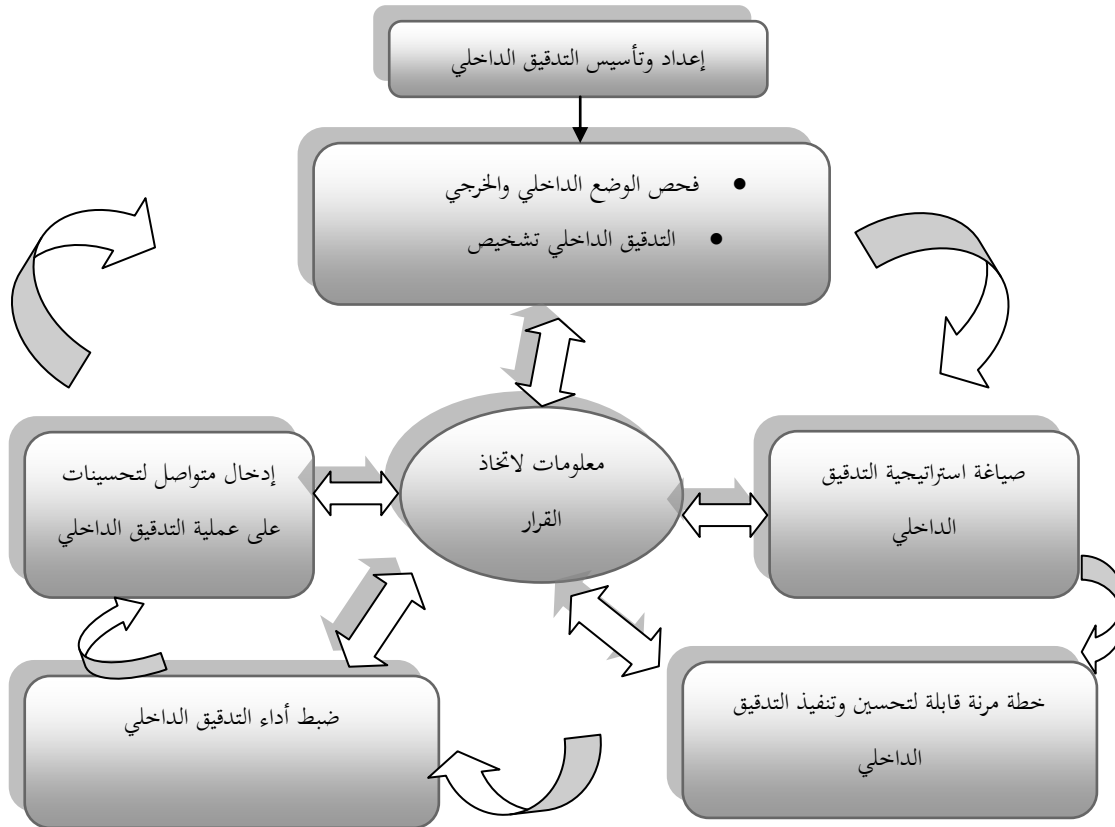 إعداد وتأسيس التدقيق الداخلي
● فحص الوضع الداخلي والخرجي
● التدقيق الداخلي تشخيص
معلومات لاتخاذ
القرار
صياغة استراتيجية التدقيق
الداخلي
إدخال متواصل لتحسينات
على عملية التدقيق الداخلي
خطة مرنة قابلة لتحسين وتنفيذ التدقيق
الداخلي
ضبط أداء التدقيق الداخلي